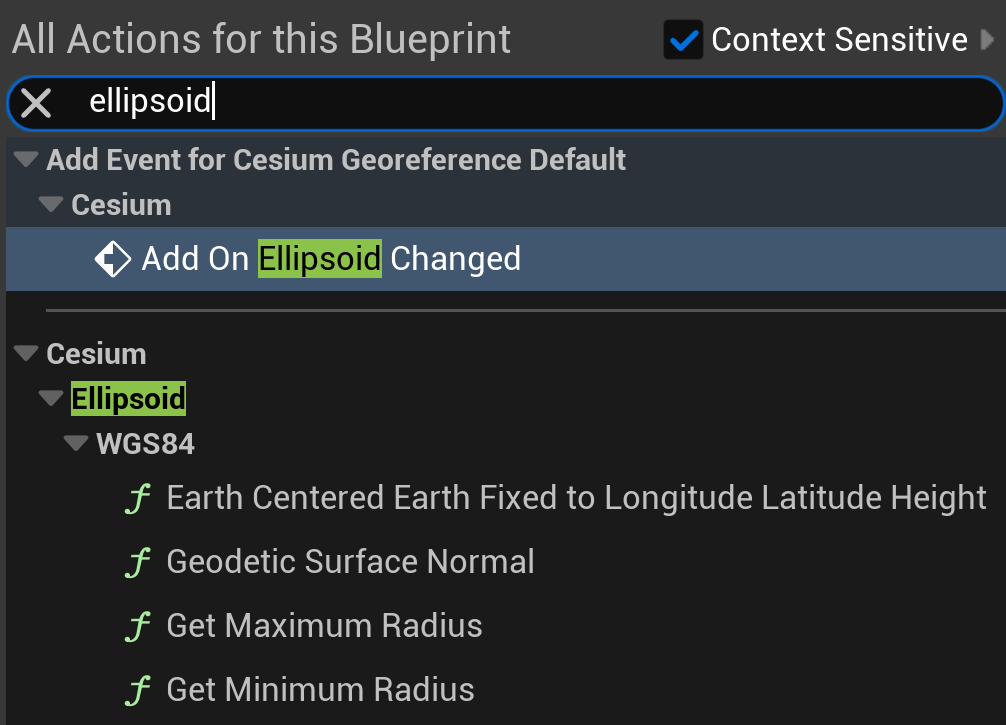 All Actions for this Blueprint Context Sensitive
ellipsoid
Add Event for Cesium Georeference Default
Cesium
Add On Ellipsoid Changed
Cesium
Ellipsoid
WGS84
Earth Centered Earth Fixed to Longitude Latitude Height
Geodetic Surface Normal
Get Maximum Radius
Get Minimum Radius